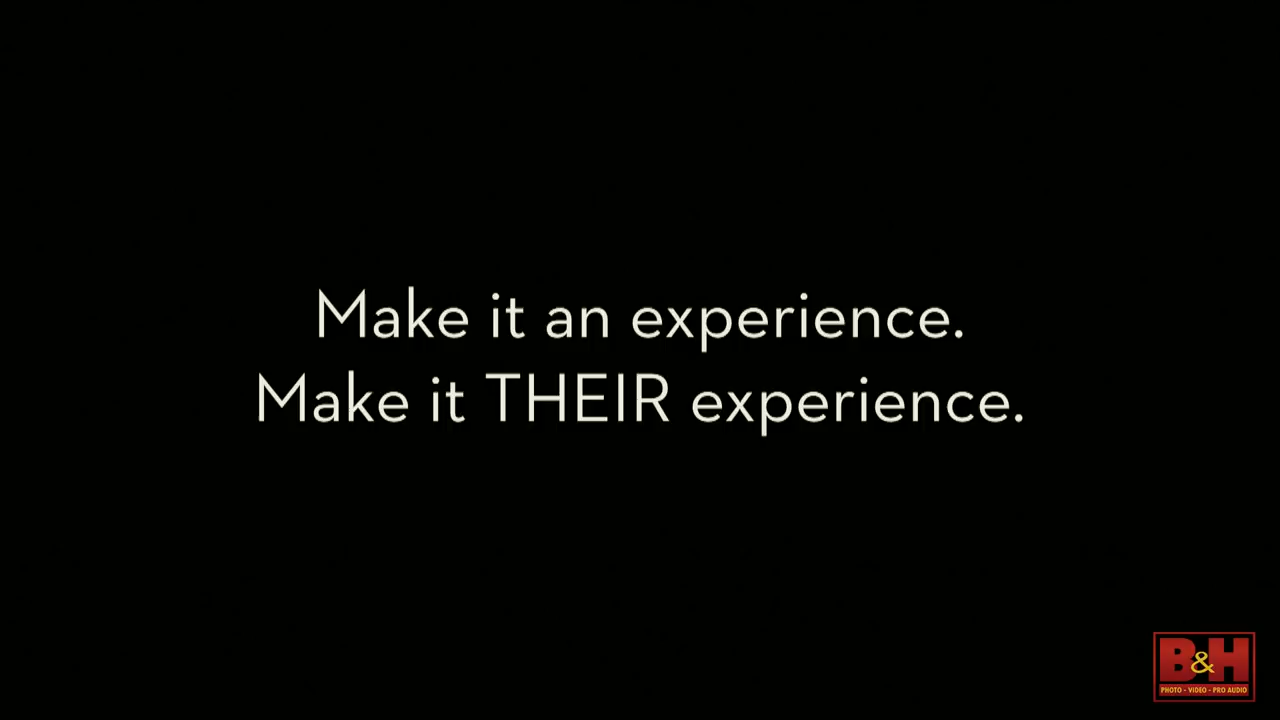 Make it an experience.
Make it THEIR experience.
B&H
PHOTO - VIDEO - PRO AUDIO